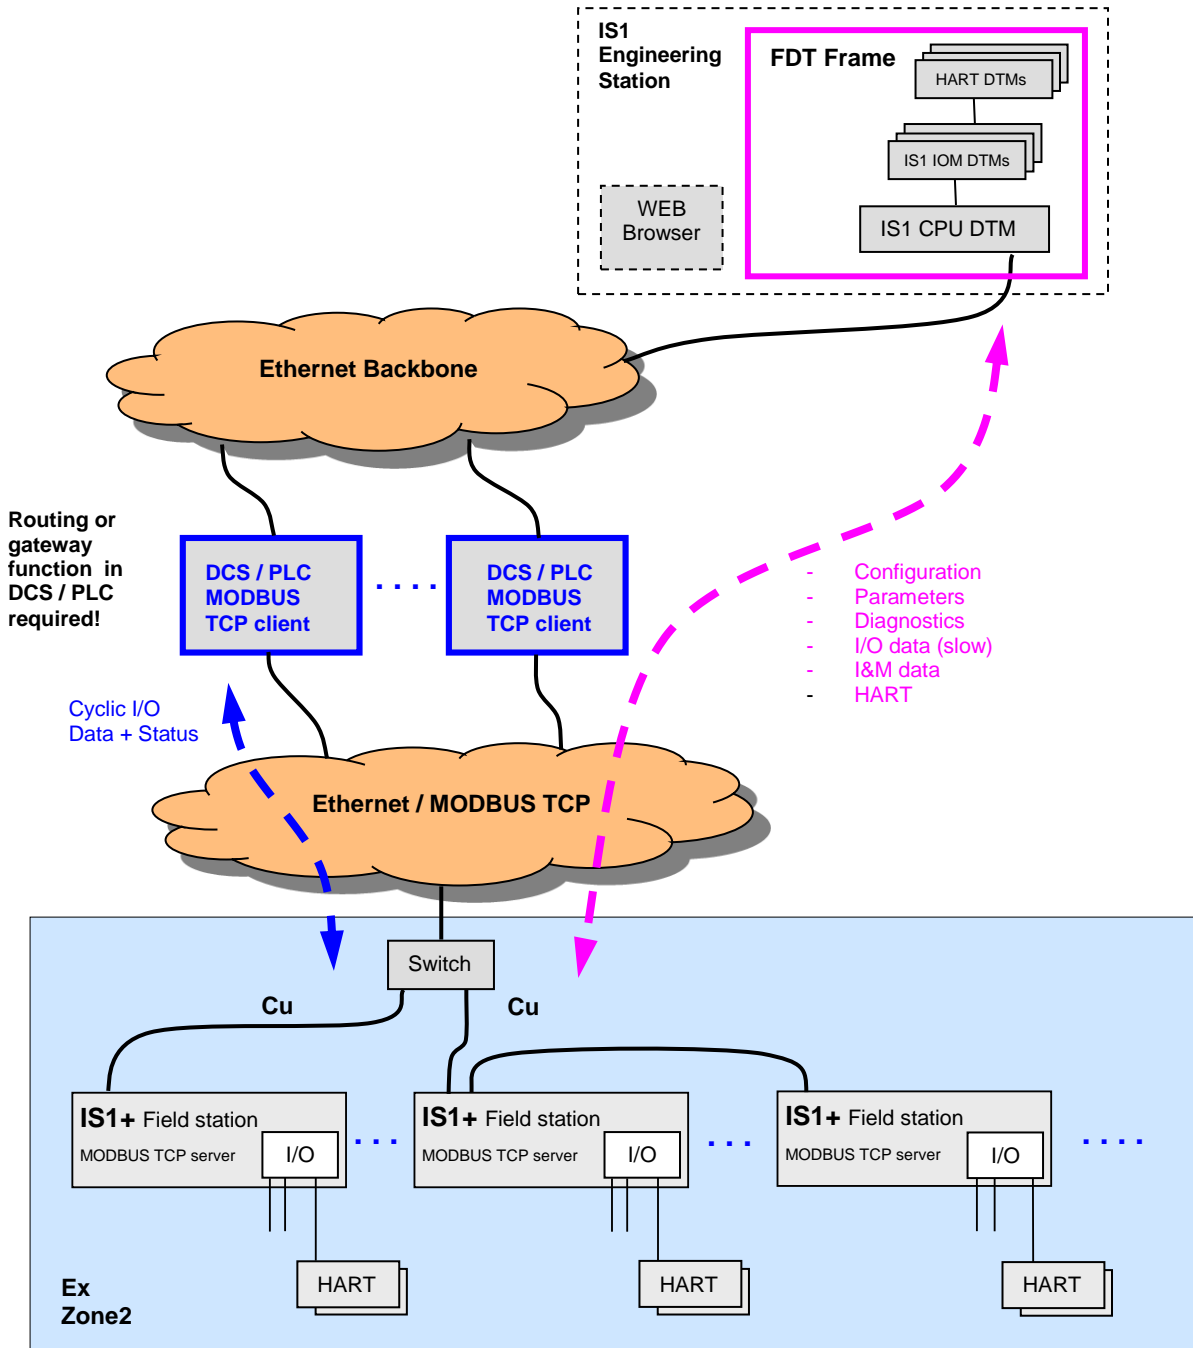 IS1
Engineering
Station
FDT Frame
HART DTMs
IS1 IOM DTMs
IS1 CPU DTM
WEB
Browser
Ethernet Backbone
Routing or
gateway
function in
DCS / PLC
required!
DCS / PLC
MODBUS
TCP client
. . . .
DCS / PLC
MODBUS
TCP client
- Configuration
- Parameters
- Diagnostics
- I/O data (slow)
- I&M data
- HART
Cyclic I/O
Data + Status
Ethernet / MODBUS TCP
Switch
Cu
Cu
IS1+ Field station
MODBUS TCP server
I/O
. . . .
IS1+ Field station
MODBUS TCP server
I/O
. . .
IS1+ Field station
MODBUS TCP server
I/O
. . . .
HART
HART
HART
Ex
Zone2